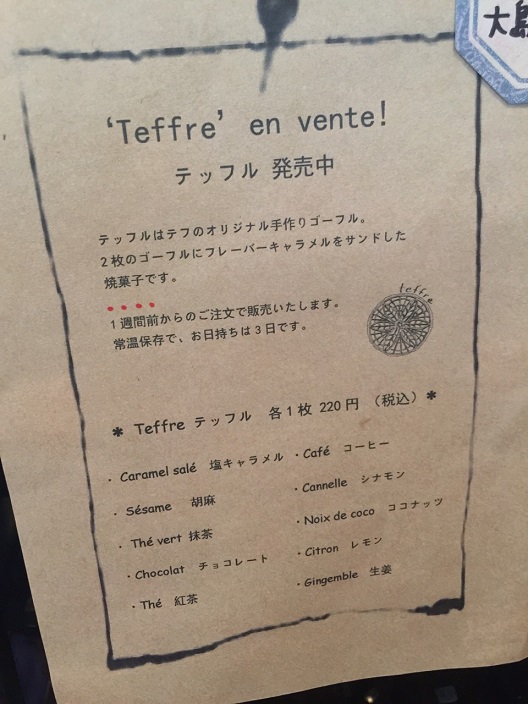 大島
'Teffre' en vente!
テッフル 発売中
テッフルはテフのオリジナル手作りゴーフル。
2枚のゴーフルにフレーバーキャラメルをサンドした
焼菓子です。
1週間前からのご注文で販売いたします。
常温保存で、お日持ちは3日です。
teffre
* Teffre テッフル 各1枚 220円 (税込) *
・Caramel salé 塩キャラメル ・Café コーヒー
・Sésame 胡麻 ・Cannelle シナモン
・Thé vert 抹茶 ・Noix de coco ココナッツ
・Chocolat チョコレート ・Citron レモン
・Thé 紅茶 ・Gingemble 生姜